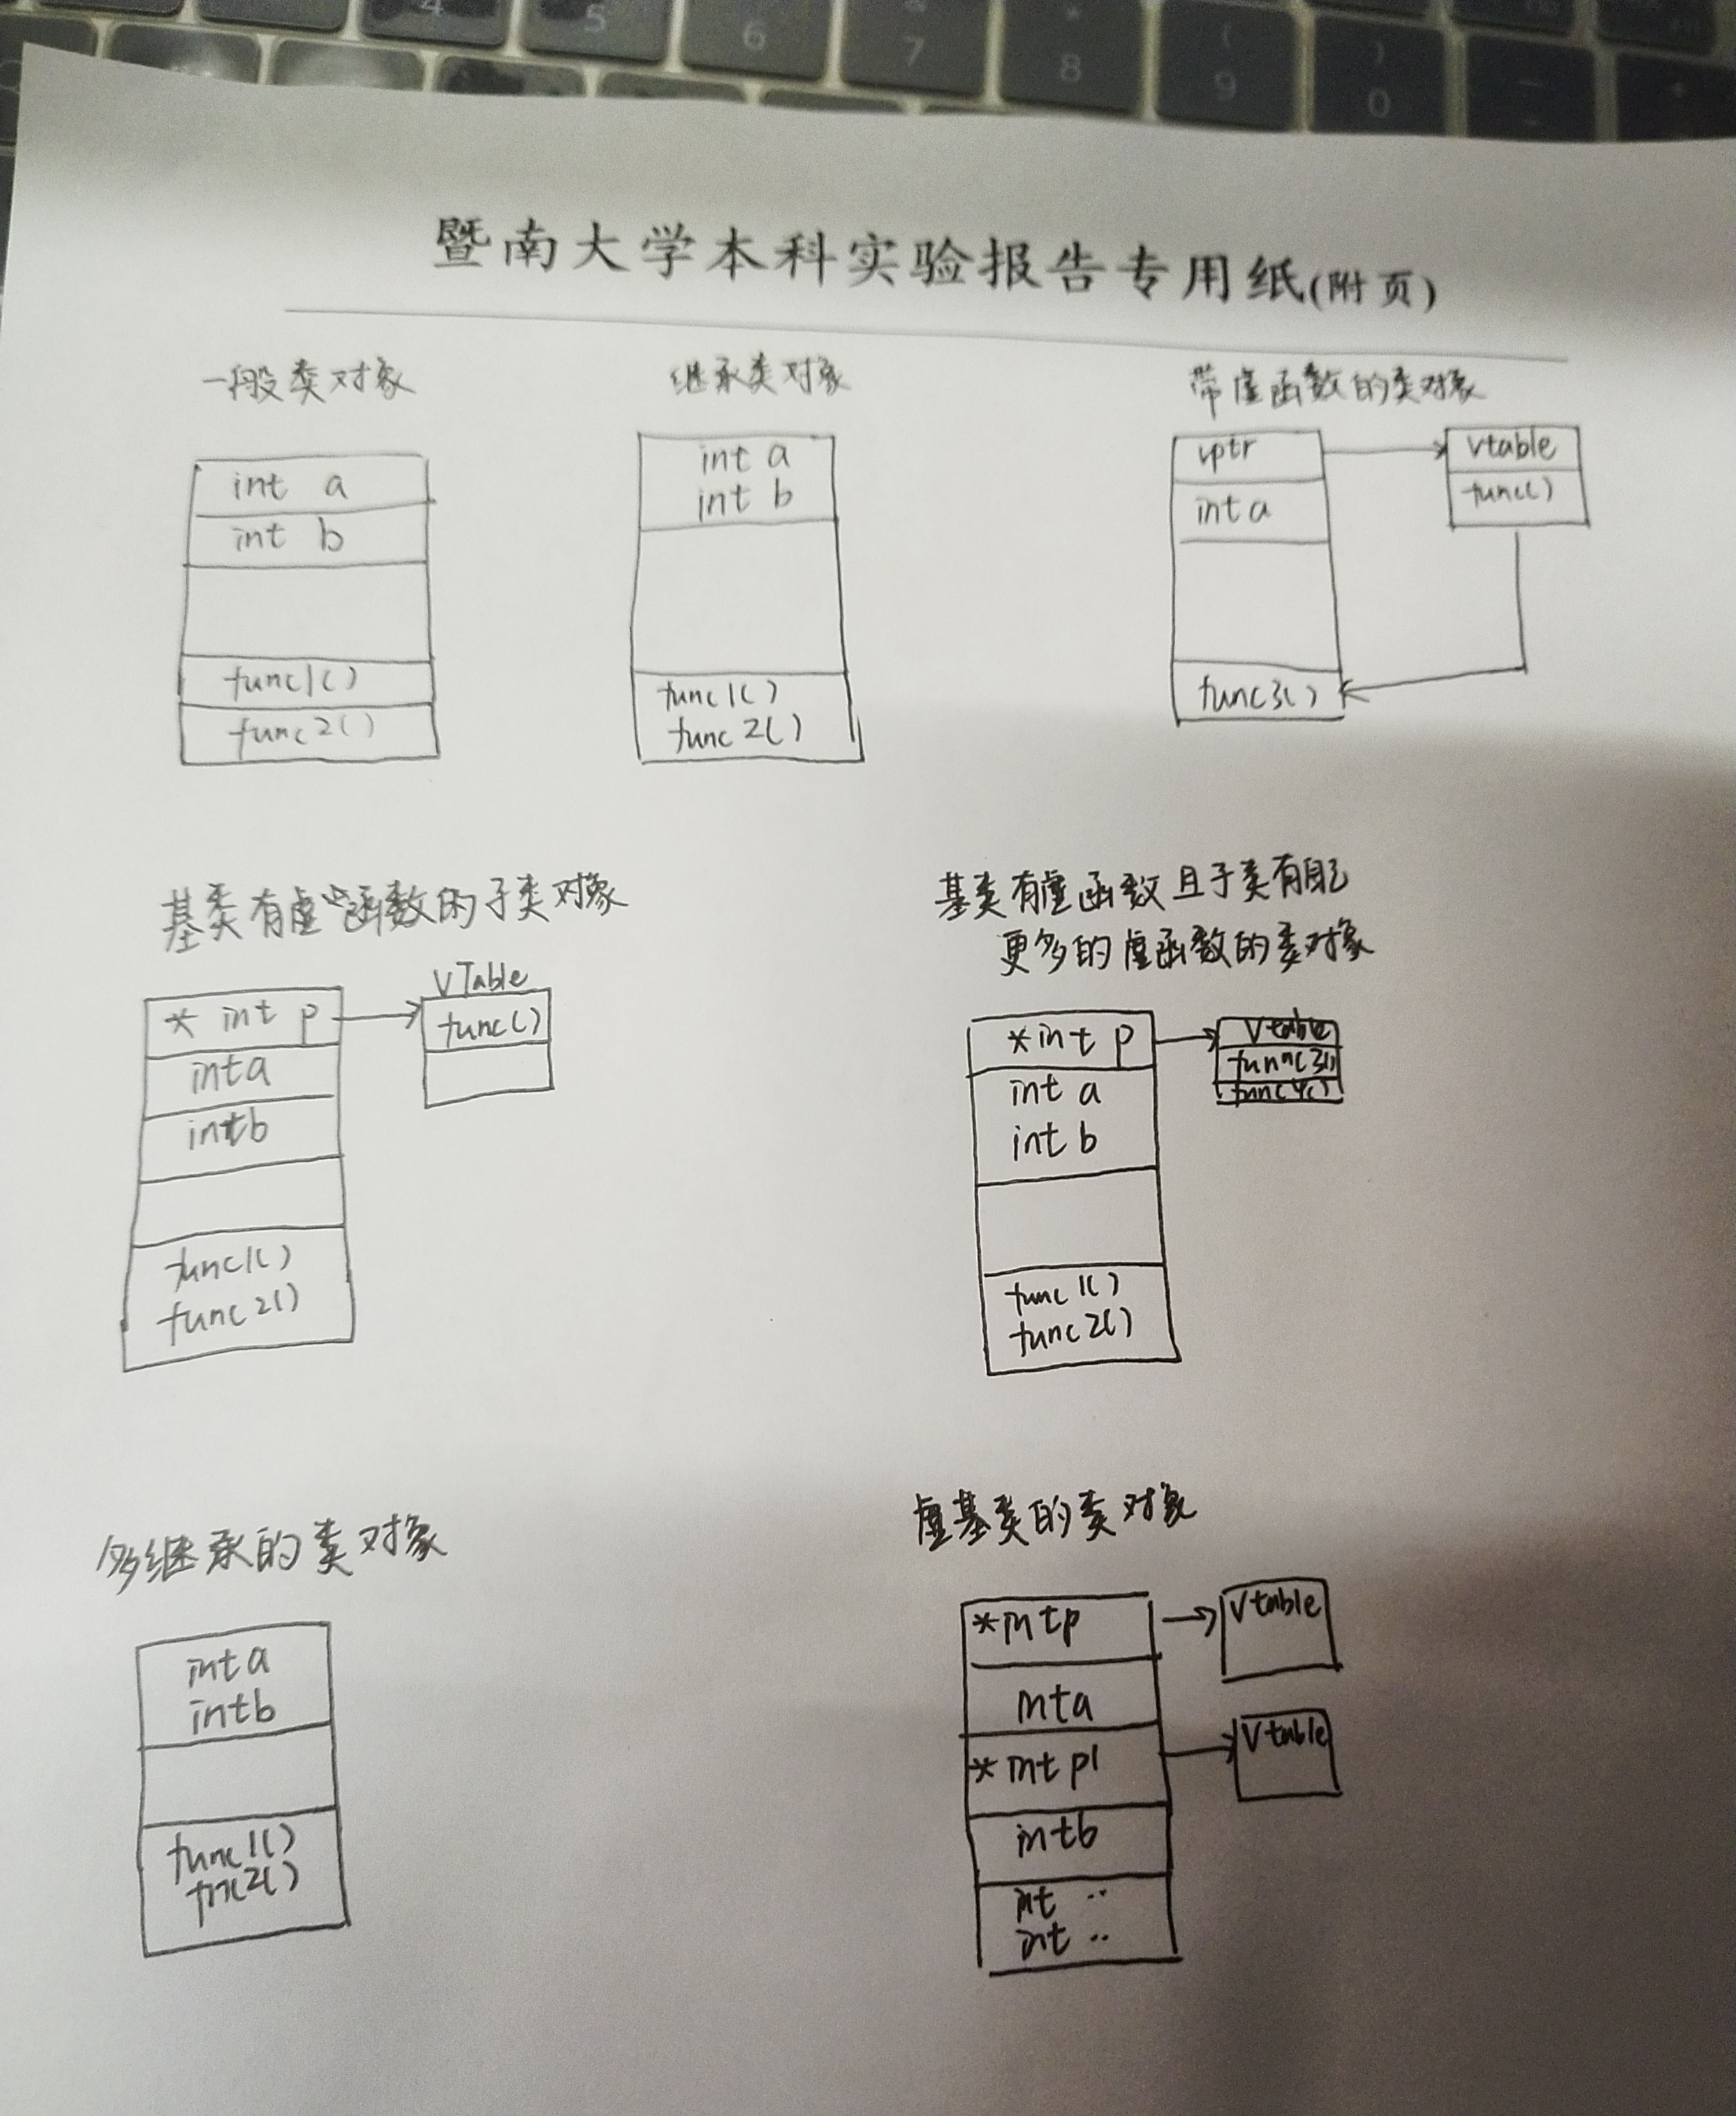 暨南大学本科实验报告专用纸(附页)
一般类对象
int a
int b
func1()
func2()
继承类对象
int a
int b
func1()
func2()
带虚函数的类对象
vptr
int a
func3()
vtable
func()
基类有虚函数的子类对象
* int p
int a
int b
func1()
func2()
VTable
func()
基类有虚函数且子类有自己
更多的虚函数的类对象
*int p
int a
int b
func1()
func2()
Vtable
func3()
func4()
多继承的类对象
int a
int b
func1()
func2()
虚基类的类对象
*int p
int a
*int p1
int b
int ..
int ..
Vtable
Vtable
4
5
6
7
8
9
0